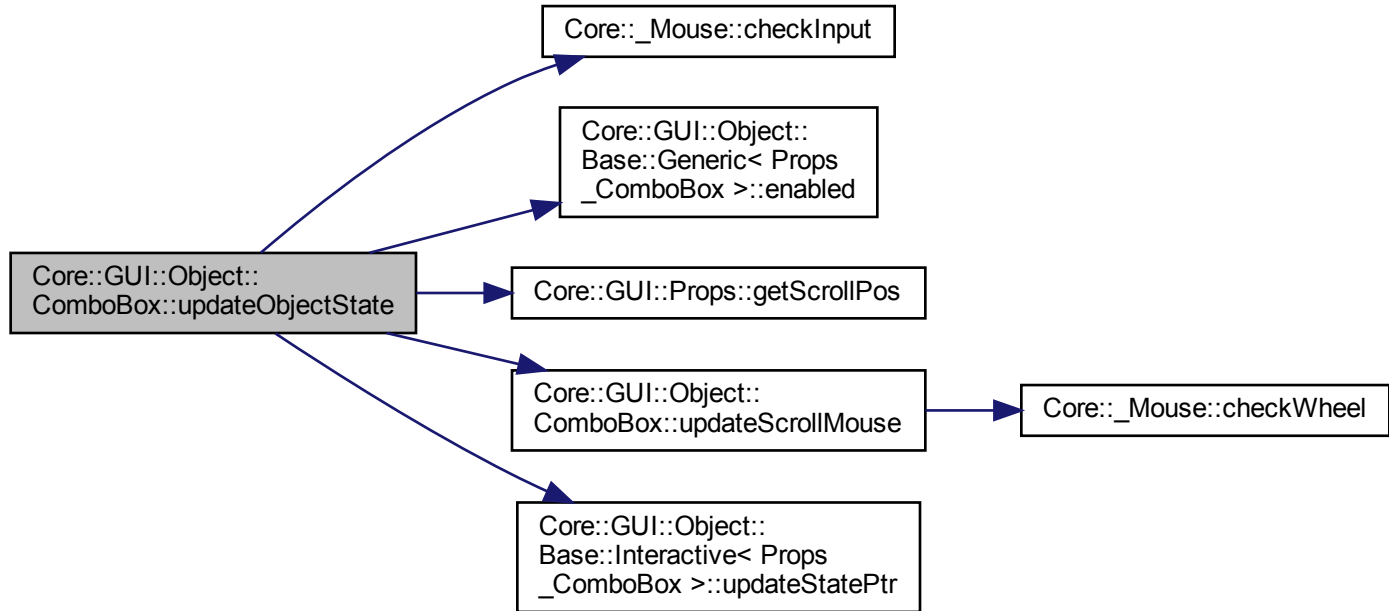 Core::_Mouse::checkInput
Core::GUI::Object::
Base::Generic< Props
_ComboBox >::enabled
Core::GUI::Object::
ComboBox::updateObjectState
Core::GUI::Props::getScrollPos
Core::GUI::Object::
ComboBox::updateScrollMouse
Core::_Mouse::checkWheel
Core::GUI::Object::
Base::Interactive< Props
_ComboBox >::updateStatePtr